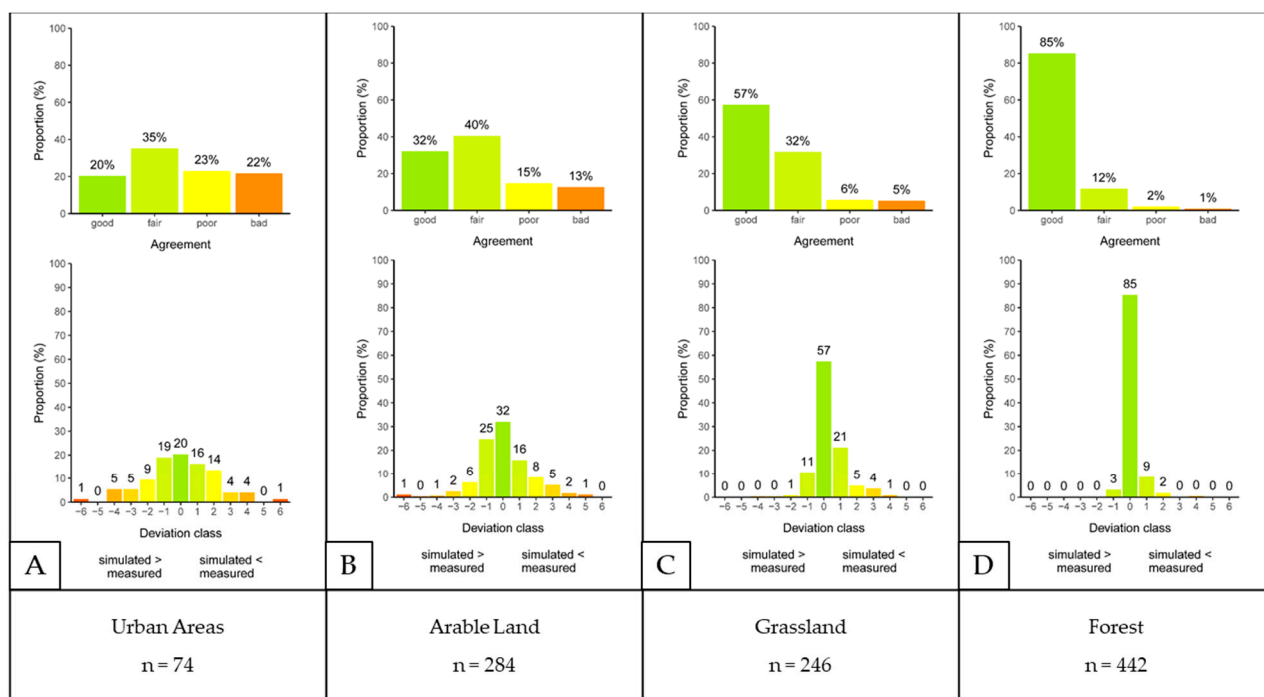 100
80
60
40
20
0
Proportion (%)
20%
35%
23%
22%
good fair poor bad
Agreement
100
90
80
70
60
50
40
30
20
10
0
Proportion (%)
1 0 5 5 9 19 20 16 14 4 4 0 1
−6 −5 −4 −3 −2 −1 0 1 2 3 4 5 6
Deviation class
simulated > simulated <
measured measured
A
Urban Areas
n = 74
100
80
60
40
20
0
Proportion (%)
32%
40%
15%
13%
good fair poor bad
Agreement
100
90
80
70
60
50
40
30
20
10
0
Proportion (%)
1 0 1 2 6 25 32 16 8 5 2 1 0
−6 −5 −4 −3 −2 −1 0 1 2 3 4 5 6
Deviation class
simulated > simulated <
measured measured
B
Arable Land
n = 284
100
80
60
40
20
0
Proportion (%)
57%
32%
6%
5%
good fair poor bad
Agreement
100
90
80
70
60
50
40
30
20
10
0
Proportion (%)
0 0 0 0 1 11 57 21 5 4 1 0 0
−6 −5 −4 −3 −2 −1 0 1 2 3 4 5 6
Deviation class
simulated > simulated <
measured measured
C
Grassland
n = 246
100
80
60
40
20
0
Proportion (%)
85%
12%
2%
1%
good fair poor bad
Agreement
100
90
80
70
60
50
40
30
20
10
0
Proportion (%)
0 0 0 0 0 3 85 9 2 0 0 0 0
−6 −5 −4 −3 −2 −1 0 1 2 3 4 5 6
Deviation class
simulated > simulated <
measured measured
D
Forest
n = 442